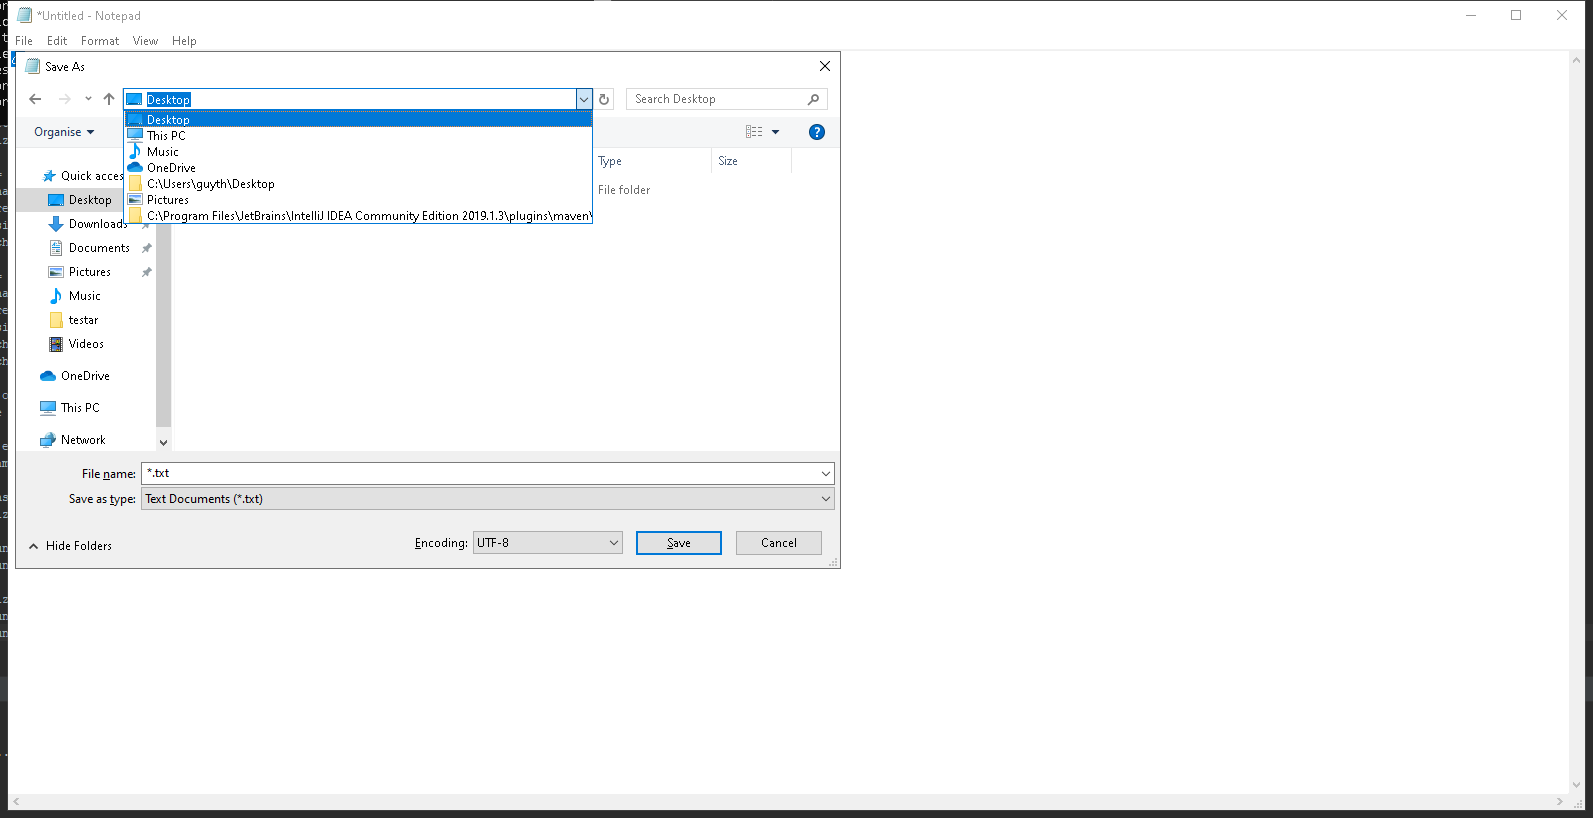 *Untitled - Notepad
File Edit Format View Help
Save As
Desktop
Search Desktop
Organise
Desktop
This PC
Music
OneDrive
C:\Users\guyth\Desktop
Pictures
C:\Program Files\JetBrains\IntelliJ IDEA Community Edition 2019.1.3\plugins\maven\
Type Size
File folder
Quick acces
Desktop
Downloads
Documents
Pictures
Music
testar
Videos
OneDrive
This PC
Network
File name: *.txt
Save as type: Text Documents (*.txt)
Hide Folders
Encoding: UTF-8
Save
Cancel